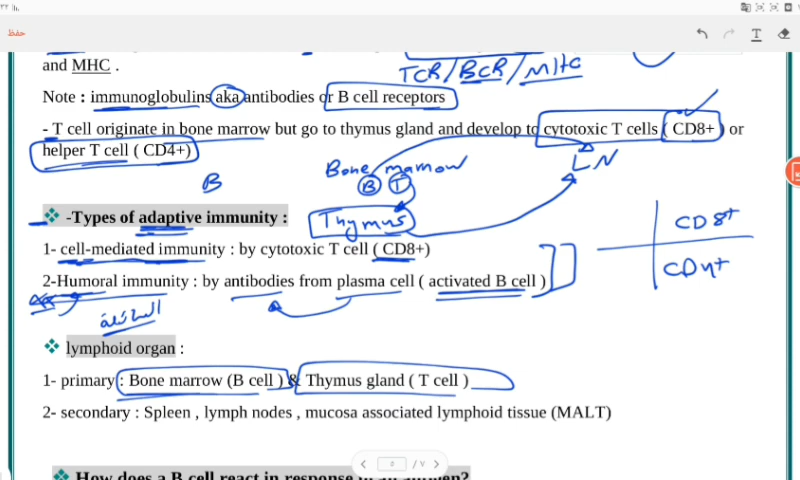 حفظ
and MHC .
TCR/BCR/MHC
Note : immunoglobulins aka antibodies or B cell receptors
- T cell originate in bone marrow but go to thymus gland and develop to cytotoxic T cells ( CD8+ ) or
helper T cell ( CD4+)
Bone marrow
LN
B
B T
-Types of adaptive immunity :
Thymus
CD8+
1- cell-mediated immunity : by cytotoxic T cell ( CD8+)
CD4+
2-Humoral immunity : by antibodies from plasma cell ( activated B cell )
lymphoid organ :
1- primary : Bone marrow (B cell ) & Thymus gland ( T cell )
2- secondary : Spleen , lymph nodes , mucosa associated lymphoid tissue (MALT)
How does a B cell react in response